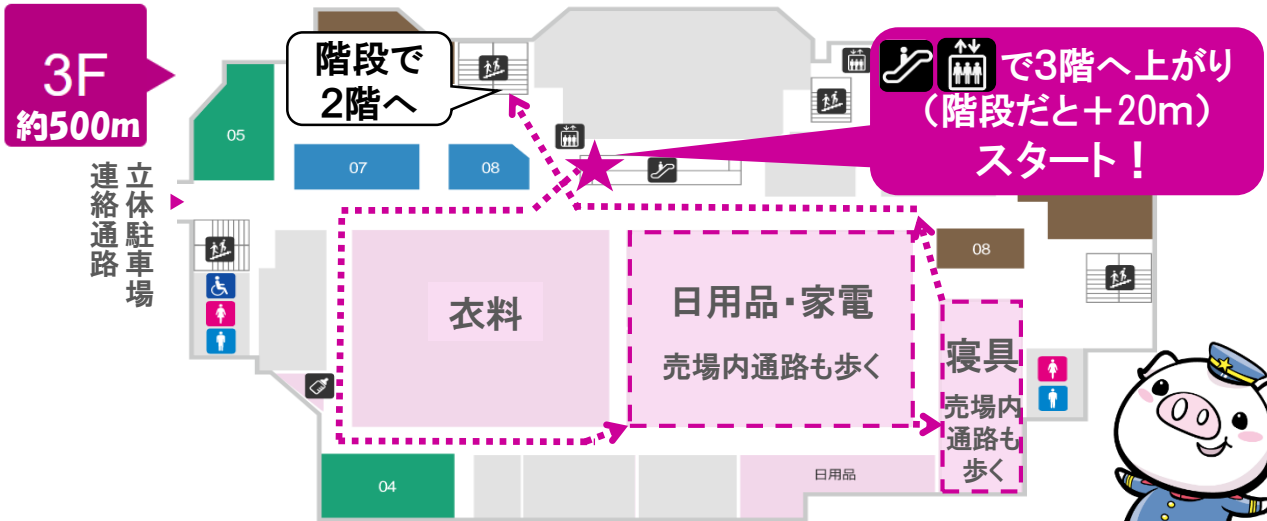 3F
約500m
立体駐車場
連絡通路
階段で
2階へ
で3階へ上がり
（階段だと＋20m）
スタート！
05
07
08
08
衣料
日用品・家電
売場内通路も歩く
寝具
売場内
通路も
歩く
04
日用品